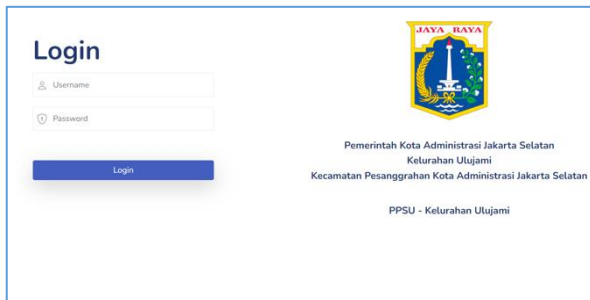 Login
Username
Password
Login
JAYA RAYA
Pemerintah Kota Administrasi Jakarta Selatan
Kelurahan Ulujami
Kecamatan Pesanggrahan Kota Administrasi Jakarta Selatan
PPSU - Kelurahan Ulujami